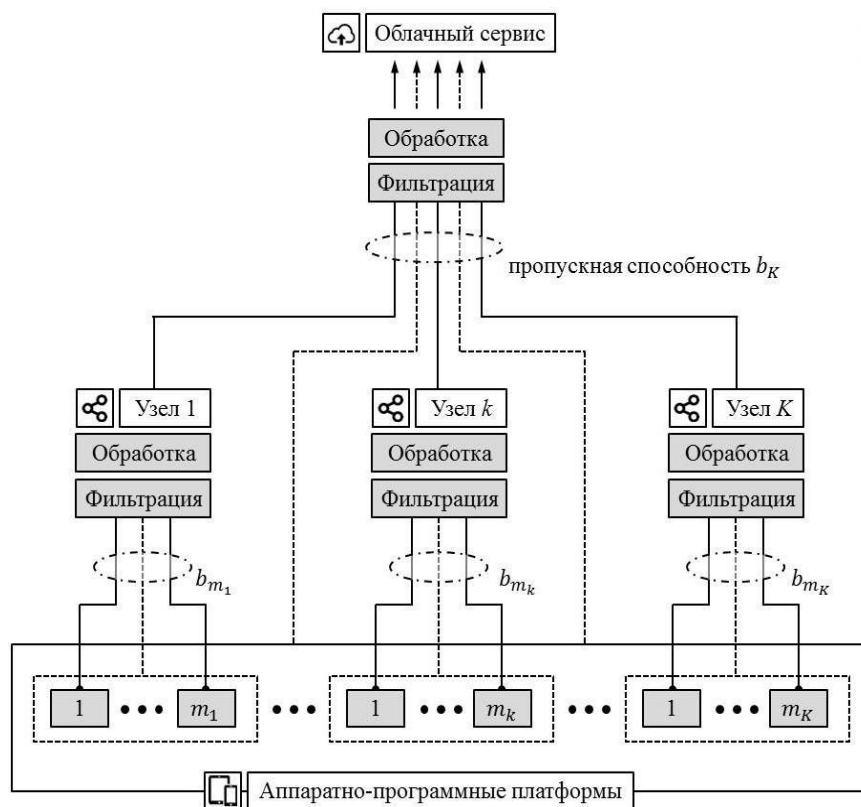 Облачный сервис
Обработка
Фильтрация
пропускная способность b_K
Узел 1 Узел k Узел K
Обработка Обработка Обработка
Фильтрация Фильтрация Фильтрация
b_{m_1} b_{m_k} b_{m_K}
1 ••• m_1 ••• 1 ••• m_k ••• 1 ••• m_K
Аппаратно-программные платформы